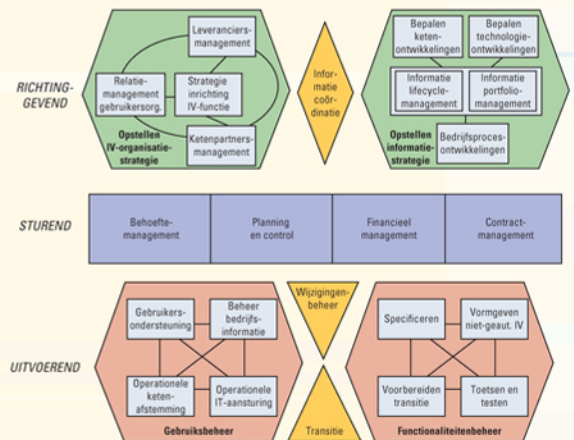 RICHTING-
GEVEND
Leveranciers-
management
Relatie-
management
gebruikersorg.
Strategie
inrichting
IV-functie
Ketenpartners-
management
Opstellen
IV-organisatie-
strategie
Infor-
matie
coör-
dinatie
Bepalen
keten-
ontwikkelingen
Bepalen
technologie-
ontwikkelingen
Informatie
lifecycle-
management
Informatie
portfolio-
management
Bedrijfsproces-
ontwikkelingen
Opstellen
informatie-
strategie
STUREND
Behoefte-
management
Planning
en control
Financieel
management
Contract-
management
UITVOEREND
Gebruikers-
ondersteuning
Beheer
bedrijfs-
informatie
Operationele
keten-
afstemming
Operationele
IT-aansturing
Gebruiksbeheer
Wijzigingen-
beheer
Transitie
Specificeren
Vormgeven
niet-geaut. IV
Voorbereiden
transitie
Toetsen en
testen
Functionaliteitenbeheer